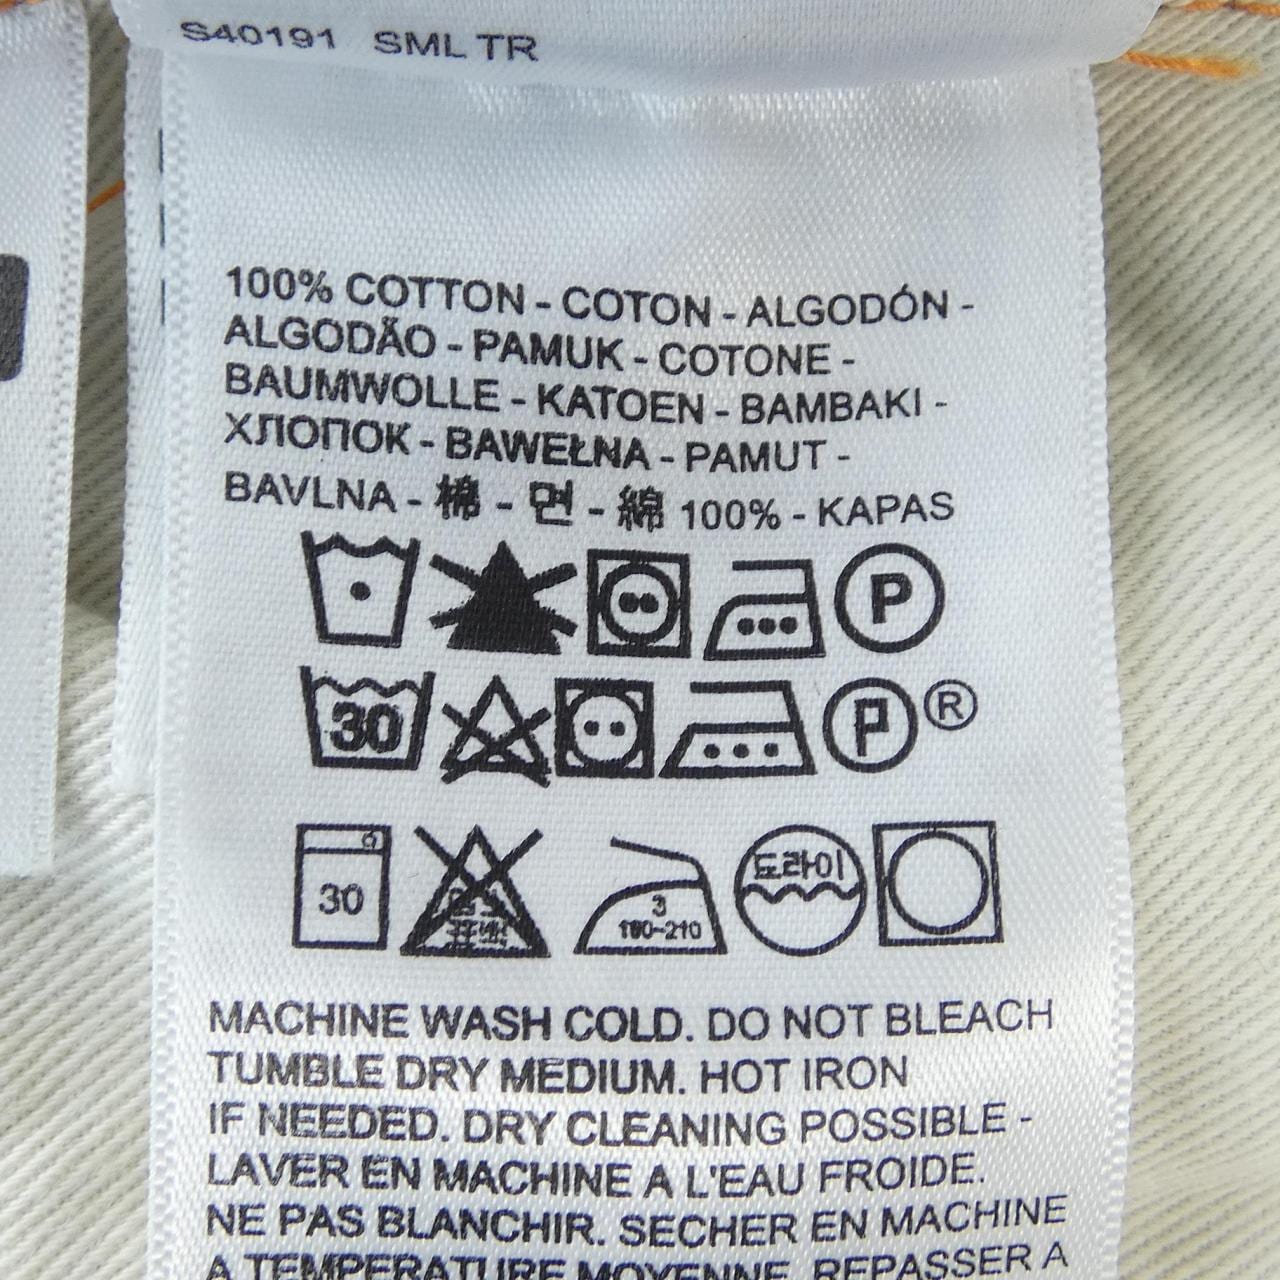 S40191 SML TR
100% COTTON - COTON - ALGODÓN -
ALGODÃO - PAMUK - COTONE -
BAUMWOLLE - KATOEN - BAMBAKI -
ХЛОПОК - BAWEŁNA - PAMUT -
BAVLNA - 棉 - 면 - 綿 100% - KAPAS
P
30 P ®
30 드라이
3
180~210
MACHINE WASH COLD. DO NOT BLEACH
TUMBLE DRY MEDIUM. HOT IRON
IF NEEDED. DRY CLEANING POSSIBLE -
LAVER EN MACHINE A L'EAU FROIDE.
NE PAS BLANCHIR. SECHER EN MACHINE
A TEMPERATURE MOYENNE. REPASSER A